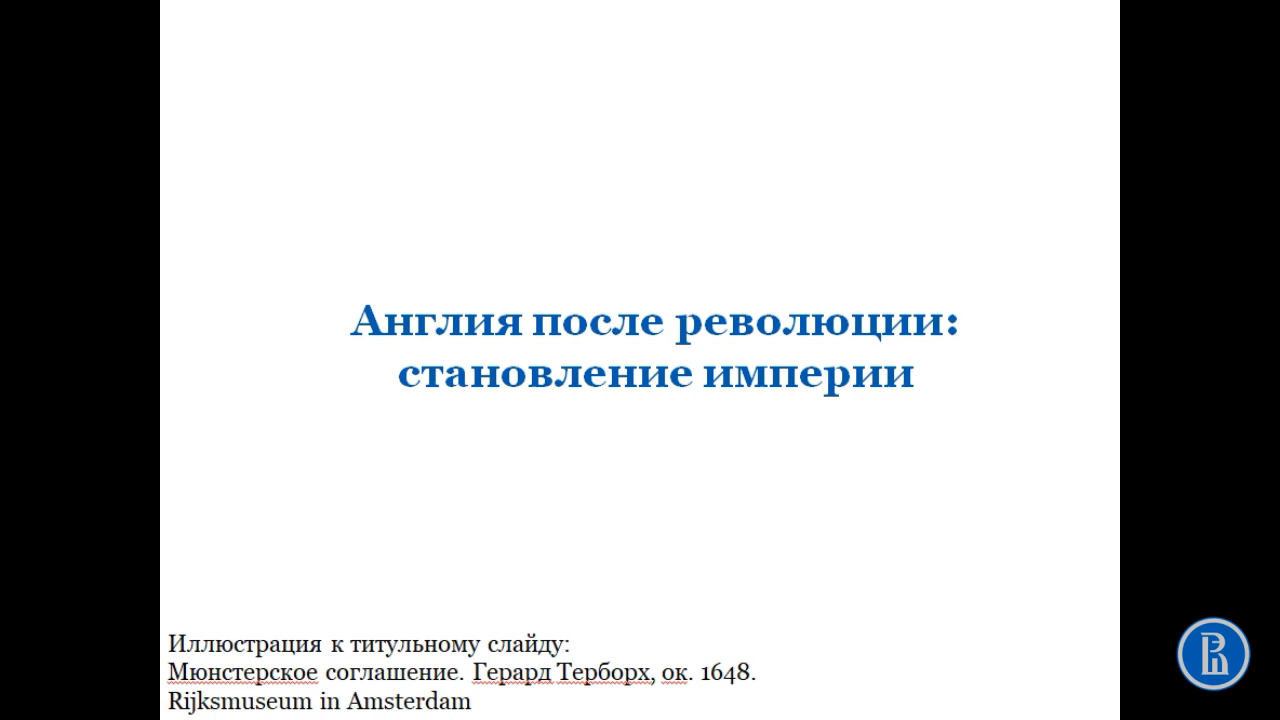 Англия после революции:
становление империи
Иллюстрация к титульному слайду:
Мюнстерское соглашение. Герард Терборх, ок. 1648.
Rijksmuseum in Amsterdam